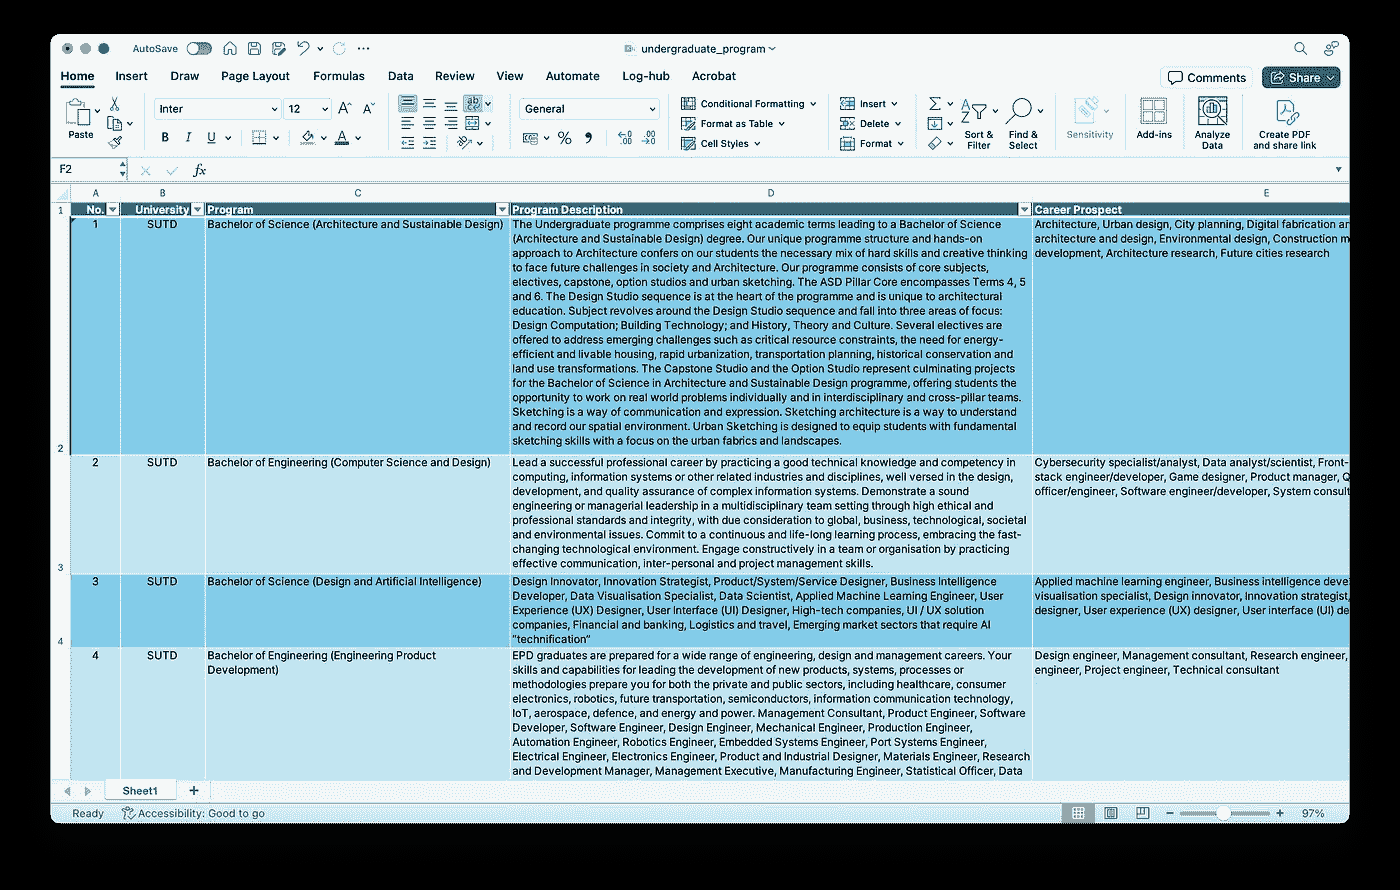 AutoSave
undergraduate_program
Home Insert Draw Page Layout Formulas Data Review View Automate Log-hub Acrobat
Comments Share
Paste
Inter 12
B I U A
ab
General
% 9
Conditional Formatting
Format as Table
Cell Styles
Insert
Delete
Format
Sort & Filter
Find & Select
Sensitivity
Add-ins
Analyze Data
Create PDF and share link
F2 fx
A B C D E
1 No. University Program Program Description Career Prospect
1 SUTD Bachelor of Science (Architecture and Sustainable Design)
The Undergraduate programme comprises eight academic terms leading to a Bachelor of Science
(Architecture and Sustainable Design) degree. Our unique programme structure and hands-on
approach to Architecture confers on our students the necessary mix of hard skills and creative thinking
to face future challenges in society and Architecture. Our programme consists of core subjects,
electives, capstone, option studios and urban sketching. The ASD Pillar Core encompasses Terms 4, 5
and 6. The Design Studio sequence is at the heart of the programme and is unique to architectural
education. Subject revolves around the Design Studio sequence and fall into three areas of focus:
Design Computation; Building Technology; and History, Theory and Culture. Several electives are
offered to address emerging challenges such as critical resource constraints, the need for energy-
efficient and livable housing, rapid urbanization, transportation planning, historical conservation and
land use transformations. The Capstone Studio and the Option Studio represent culminating projects
for the Bachelor of Science in Architecture and Sustainable Design programme, offering students the
opportunity to work on real world problems individually and in interdisciplinary and cross-pillar teams.
Sketching is a way of communication and expression. Sketching architecture is a way to understand
and record our spatial environment. Urban Sketching is designed to equip students with fundamental
sketching skills with a focus on the urban fabrics and landscapes.
Architecture, Urban design, City planning, Digital fabrication an
architecture and design, Environmental design, Construction m
development, Architecture research, Future cities research
2
2 SUTD Bachelor of Engineering (Computer Science and Design)
Lead a successful professional career by practicing a good technical knowledge and competency in
computing, information systems or other related industries and disciplines, well versed in the design,
development, and quality assurance of complex information systems. Demonstrate a sound
engineering or managerial leadership in a multidisciplinary team setting through high ethical and
professional standards and integrity, with due consideration to global, business, technological, societal
and environmental issues. Commit to a continuous and life-long learning process, embracing the fast-
changing technological environment. Engage constructively in a team or organisation by practicing
effective communication, inter-personal and project management skills.
Cybersecurity specialist/analyst, Data analyst/scientist, Front-
stack engineer/developer, Game designer, Product manager, Q
officer/engineer, Software engineer/developer, System consult
3
3 SUTD Bachelor of Science (Design and Artificial Intelligence)
Design Innovator, Innovation Strategist, Product/System/Service Designer, Business Intelligence
Developer, Data Visualisation Specialist, Data Scientist, Applied Machine Learning Engineer, User
Experience (UX) Designer, User Interface (UI) Designer, High-tech companies, UI / UX solution
companies, Financial and banking, Logistics and travel, Emerging market sectors that require AI
"technification"
Applied machine learning engineer, Business intelligence deve
visualisation specialist, Design innovator, Innovation strategist,
designer, User experience (UX) designer, User interface (UI) de
4
4 SUTD Bachelor of Engineering (Engineering Product
Development)
EPD graduates are prepared for a wide range of engineering, design and management careers. Your
skills and capabilities for leading the development of new products, systems, processes or
methodologies prepare you for both the private and public sectors, including healthcare, consumer
electronics, robotics, future transportation, semiconductors, information communication technology,
IoT, aerospace, defence, and energy and power. Management Consultant, Product Engineer, Software
Developer, Software Engineer, Design Engineer, Mechanical Engineer, Production Engineer,
Automation Engineer, Robotics Engineer, Embedded Systems Engineer, Port Systems Engineer,
Electrical Engineer, Electronics Engineer, Product and Industrial Designer, Materials Engineer, Research
and Development Manager, Management Executive, Manufacturing Engineer, Statistical Officer, Data
Design engineer, Management consultant, Research engineer,
engineer, Project engineer, Technical consultant
Sheet1 +
Ready Accessibility: Good to go
97%